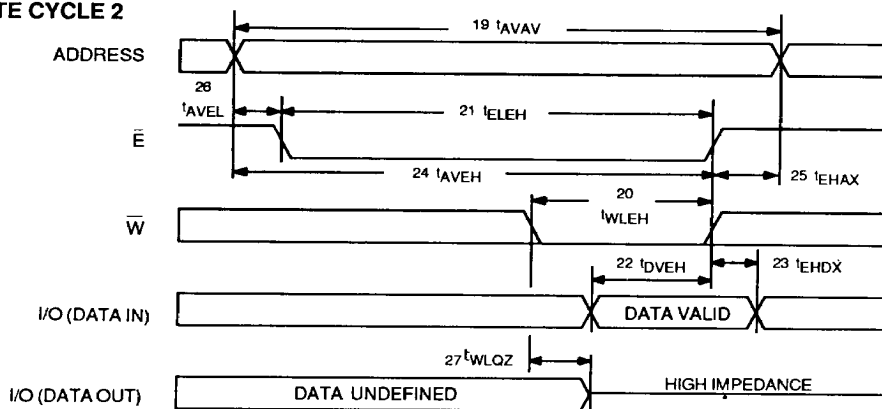 TE CYCLE 2
19 tAVAV
ADDRESS
26
tAVEL
21 tELEH
E̅
24 tAVEH
25 tEHAX
20
tWLEH
W̅
22 tDVEH
23 tEHDX
I/O (DATA IN)
DATA VALID
27 tWLQZ
I/O (DATA OUT)
DATA UNDEFINED
HIGH IMPEDANCE